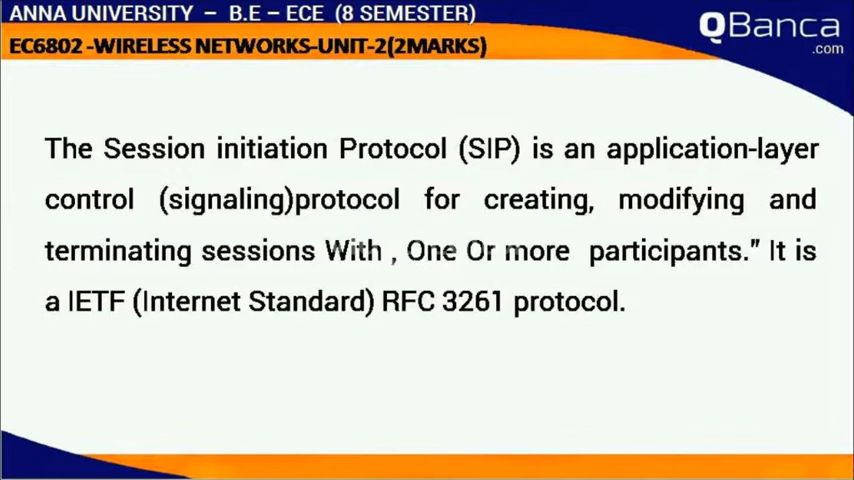 ANNA UNIVERSITY – B.E – ECE (8 SEMESTER)
EC6802 -WIRELESS NETWORKS-UNIT-2(2MARKS)
QBanca
.com
The Session initiation Protocol (SIP) is an application-layer
control (signaling)protocol for creating, modifying and
terminating sessions With , One Or more participants." It is
a IETF (Internet Standard) RFC 3261 protocol.